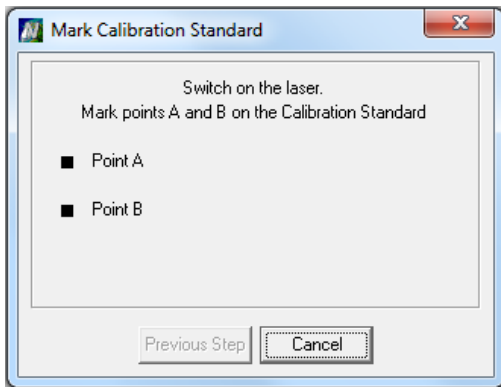 Mark Calibration Standard
Switch on the laser.
Mark points A and B on the Calibration Standard
Point A
Point B
Previous Step
Cancel